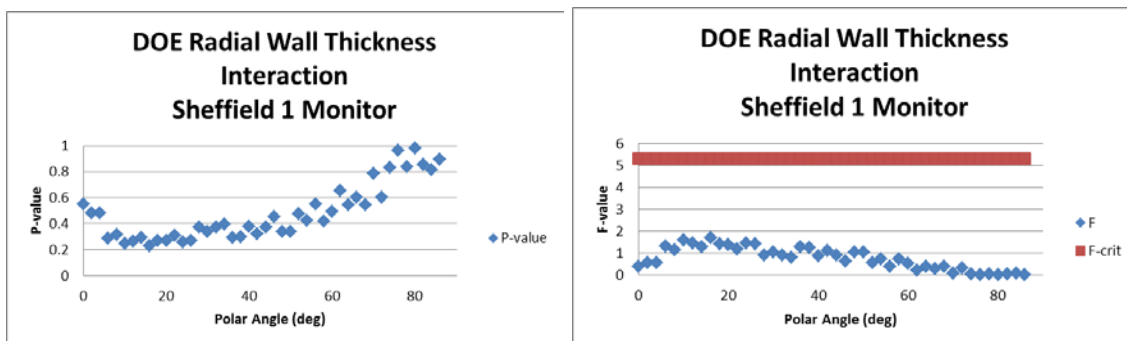 DOE Radial Wall Thickness
Interaction
Sheffield 1 Monitor
1
0.8
0.6
0.4
0.2
0
P-value
0
20
40
60
80
Polar Angle (deg)
P-value
DOE Radial Wall Thickness
Interaction
Sheffield 1 Monitor
6
5
4
3
2
1
0
F-value
0
20
40
60
80
Polar Angle (deg)
F
F-crit